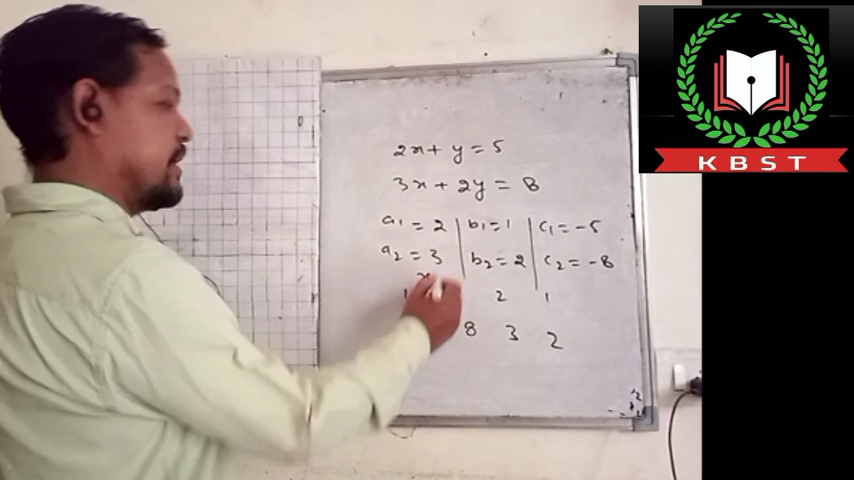 2x + y = 5
3x + 2y = 8
a1 = 2 | b1 = 1 | c1 = -5
a2 = 3 | b2 = 2 | c2 = -8
x
1 2 1
8 3 2
KBST